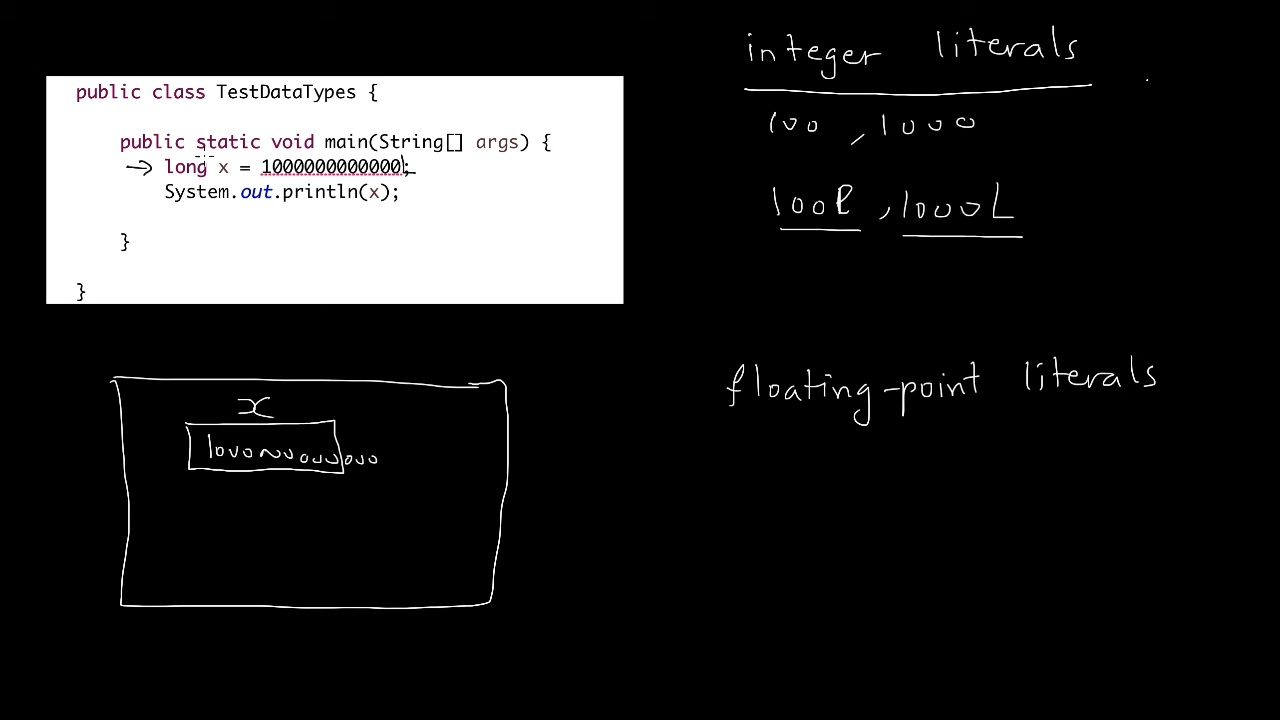 public class TestDataTypes {
public static void main(String[] args) {
long x = 1000000000000;
System.out.println(x);
}
}
integer literals
100 , 1000
100l , 1000L
floating-point literals
x